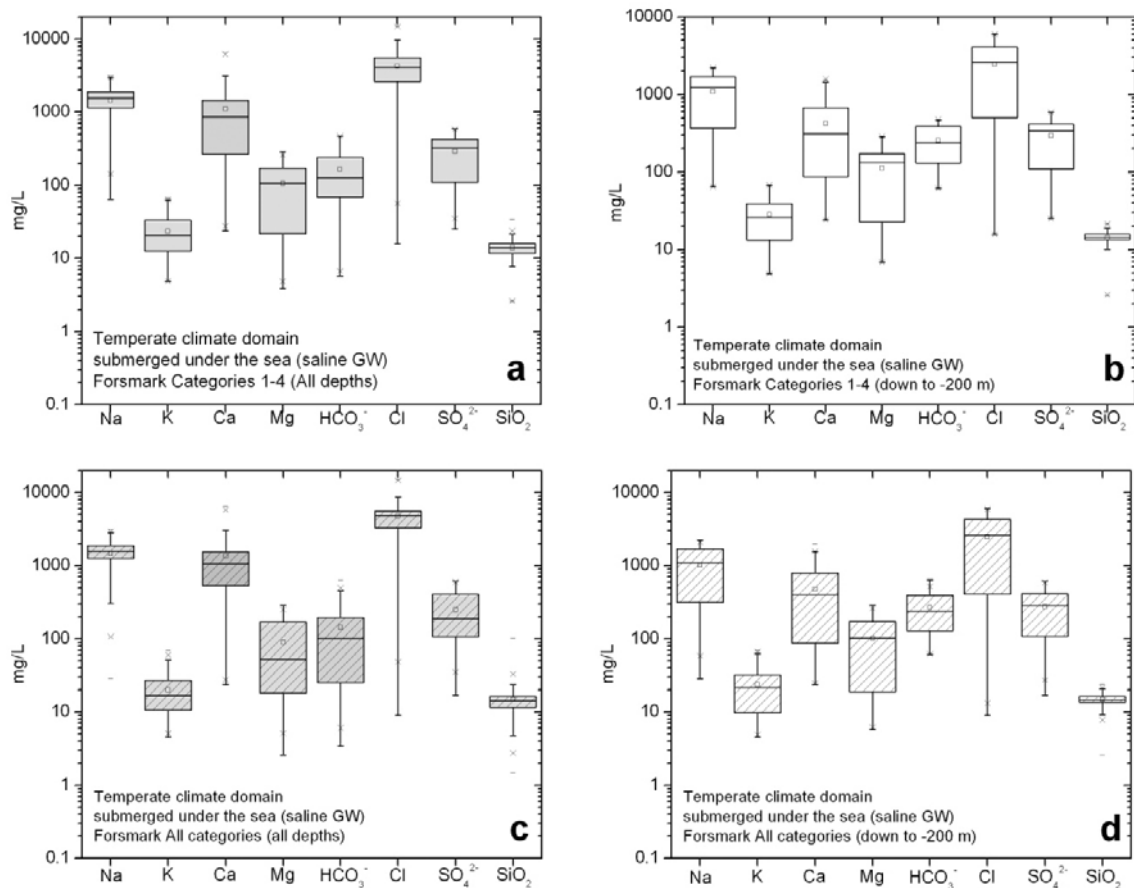 10000
1000
100
10
1
0.1
mg/L
Temperate climate domain
submerged under the sea (saline GW)
Forsmark Categories 1-4 (All depths)
a
Na K Ca Mg HCO₃⁻ Cl SO₄²⁻ SiO₂
10000
1000
100
10
1
0.1
mg/L
Temperate climate domain
submerged under the sea (saline GW)
Forsmark Categories 1-4 (down to -200 m)
b
Na K Ca Mg HCO₃⁻ Cl SO₄²⁻ SiO₂
10000
1000
100
10
1
0.1
mg/L
Temperate climate domain
submerged under the sea (saline GW)
Forsmark All categories (all depths)
c
Na K Ca Mg HCO₃⁻ Cl SO₄²⁻ SiO₂
10000
1000
100
10
1
0.1
mg/L
Temperate climate domain
submerged under the sea (saline GW)
Forsmark All categories (down to -200 m)
d
Na K Ca Mg HCO₃⁻ Cl SO₄²⁻ SiO₂